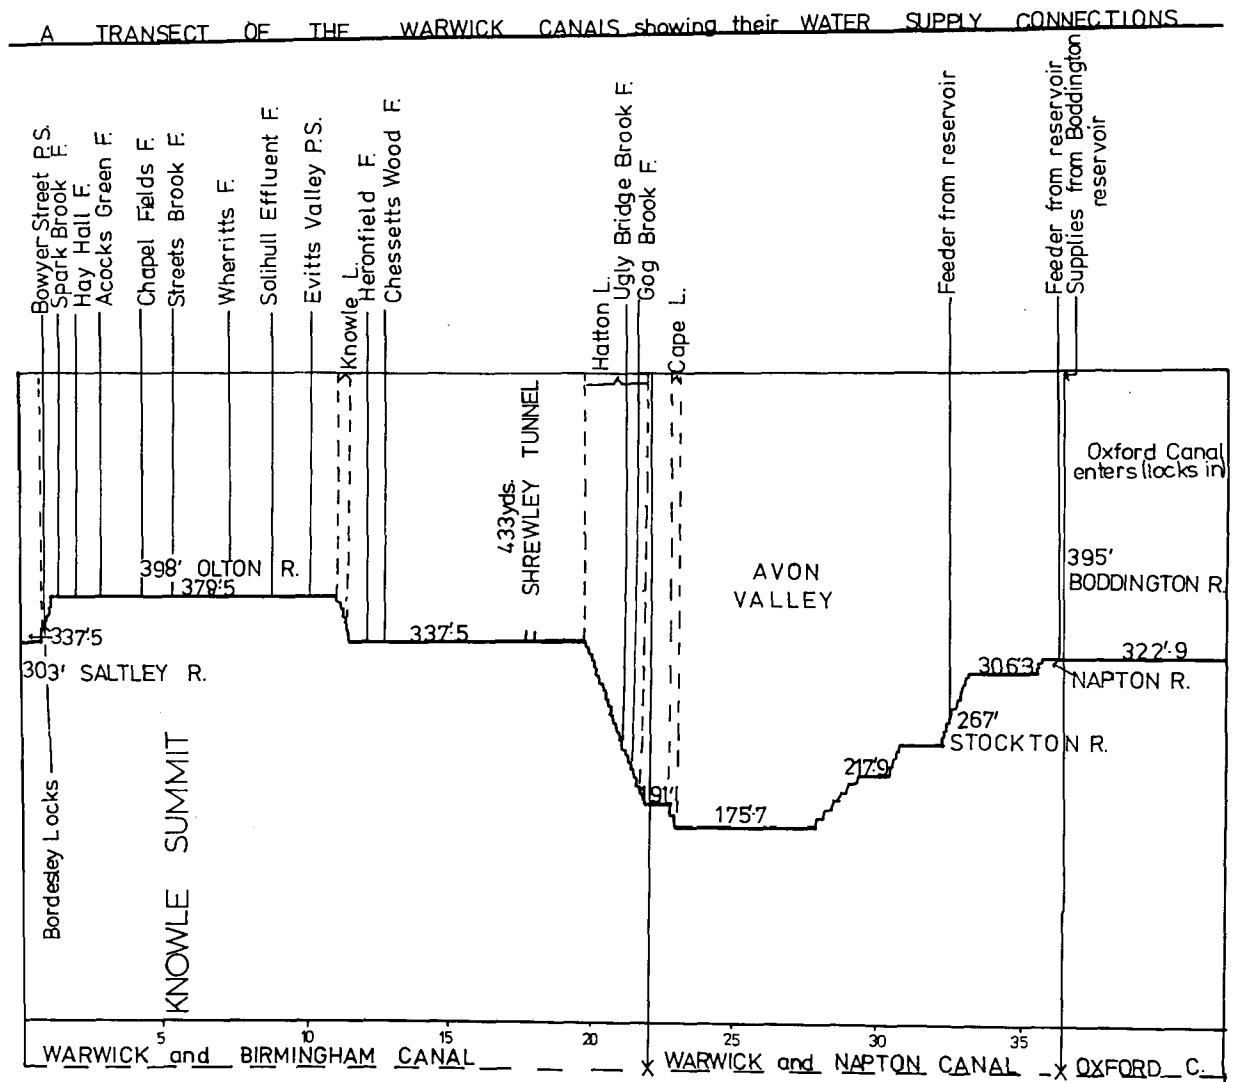 A TRANSECT OF THE WARWICK CANALS showing their WATER SUPPLY CONNECTIONS
Bowyer Street P.S.
Spark Brook F.
Hay Hall F.
Acocks Green F.
Chapel Fields F.
Streets Brook F.
Wherritts F.
Solihull Effluent F.
Evitts Valley P.S.
Knowle L.
Heronfield F.
Chessetts Wood F.
Hatton L.
Ugly Bridge Brook F.
Gog Brook F.
Cape L.
Feeder from reservoir
Feeder from reservoir
Supplies from Boddington
reservoir
433yds.
SHREWLEY TUNNEL
Oxford Canal
enters (locks in
398' OLTON R.
379'.5
AVON
VALLEY
395'
BODDINGTON R.
337'.5
337'.5
303' SALTLEY R.
322'.9
306'.3
NAPTON R.
267'
STOCKTON R.
217'.9
191'
175'.7
Bordesley Locks
KNOWLE SUMMIT
5 10 15 20 25 30 35
WARWICK and BIRMINGHAM CANAL X WARWICK and NAPTON CANAL X OXFORD C.